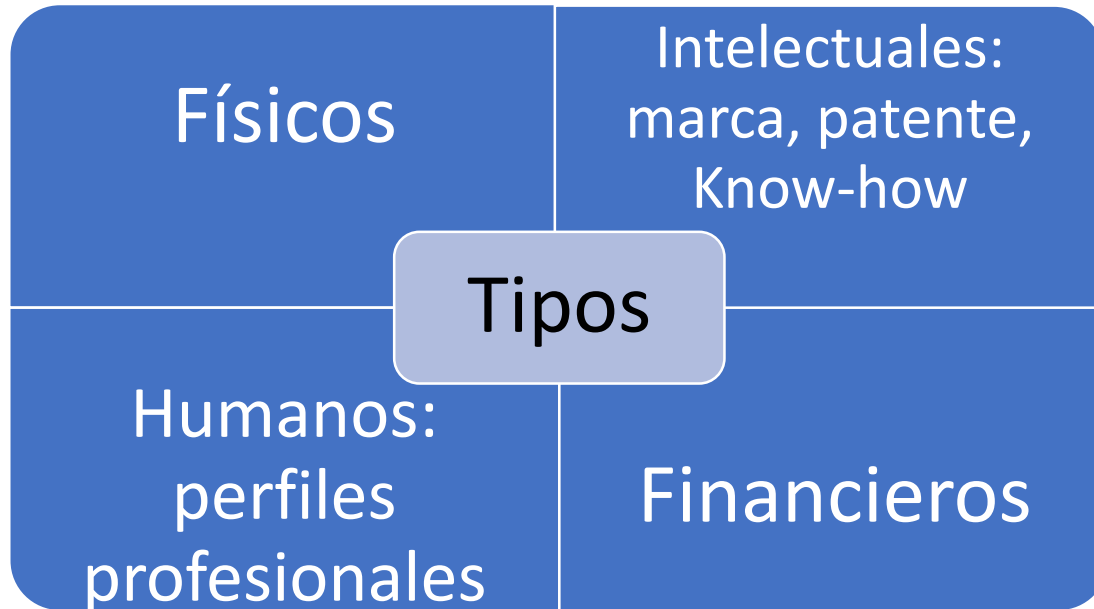 Físicos
Intelectuales:
marca, patente,
Know-how
Tipos
Humanos:
perfiles
profesionales
Financieros